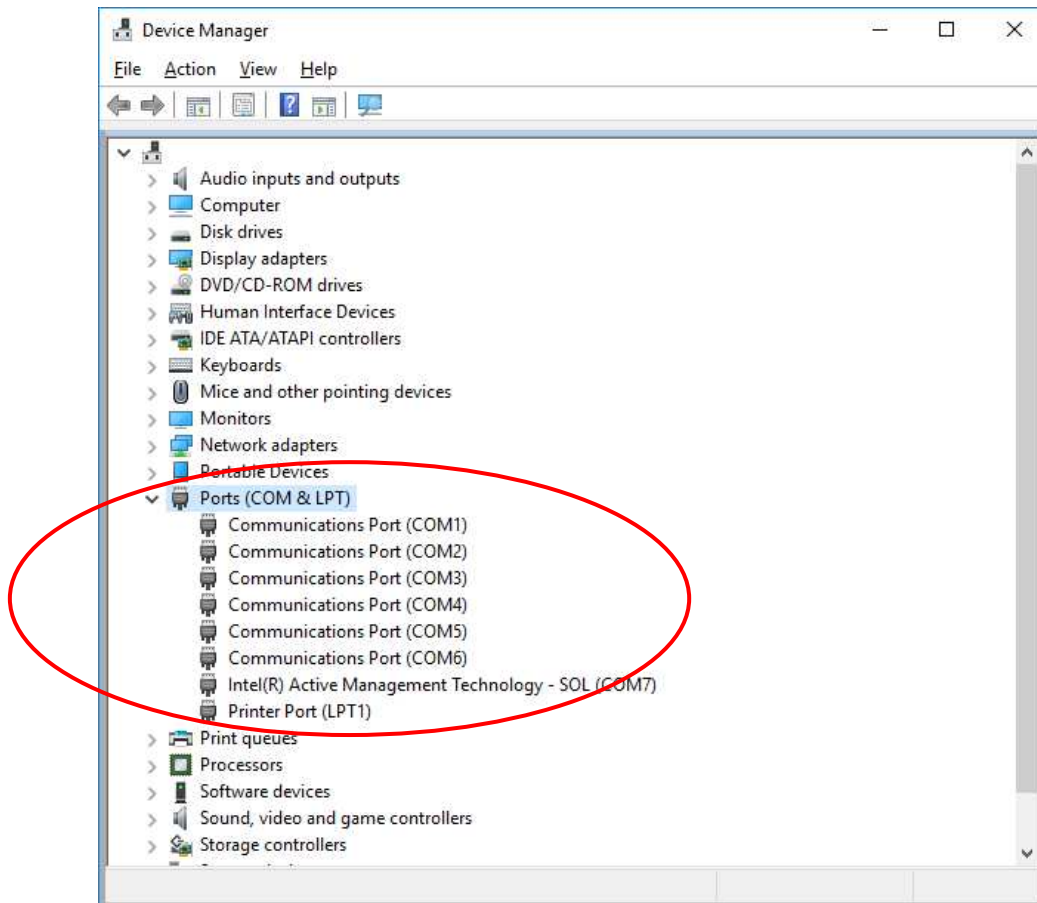 Device Manager
File Action View Help
Audio inputs and outputs
Computer
Disk drives
Display adapters
DVD/CD-ROM drives
Human Interface Devices
IDE ATA/ATAPI controllers
Keyboards
Mice and other pointing devices
Monitors
Network adapters
Portable Devices
Ports (COM & LPT)
Communications Port (COM1)
Communications Port (COM2)
Communications Port (COM3)
Communications Port (COM4)
Communications Port (COM5)
Communications Port (COM6)
Intel(R) Active Management Technology - SOL (COM7)
Printer Port (LPT1)
Print queues
Processors
Software devices
Sound, video and game controllers
Storage controllers